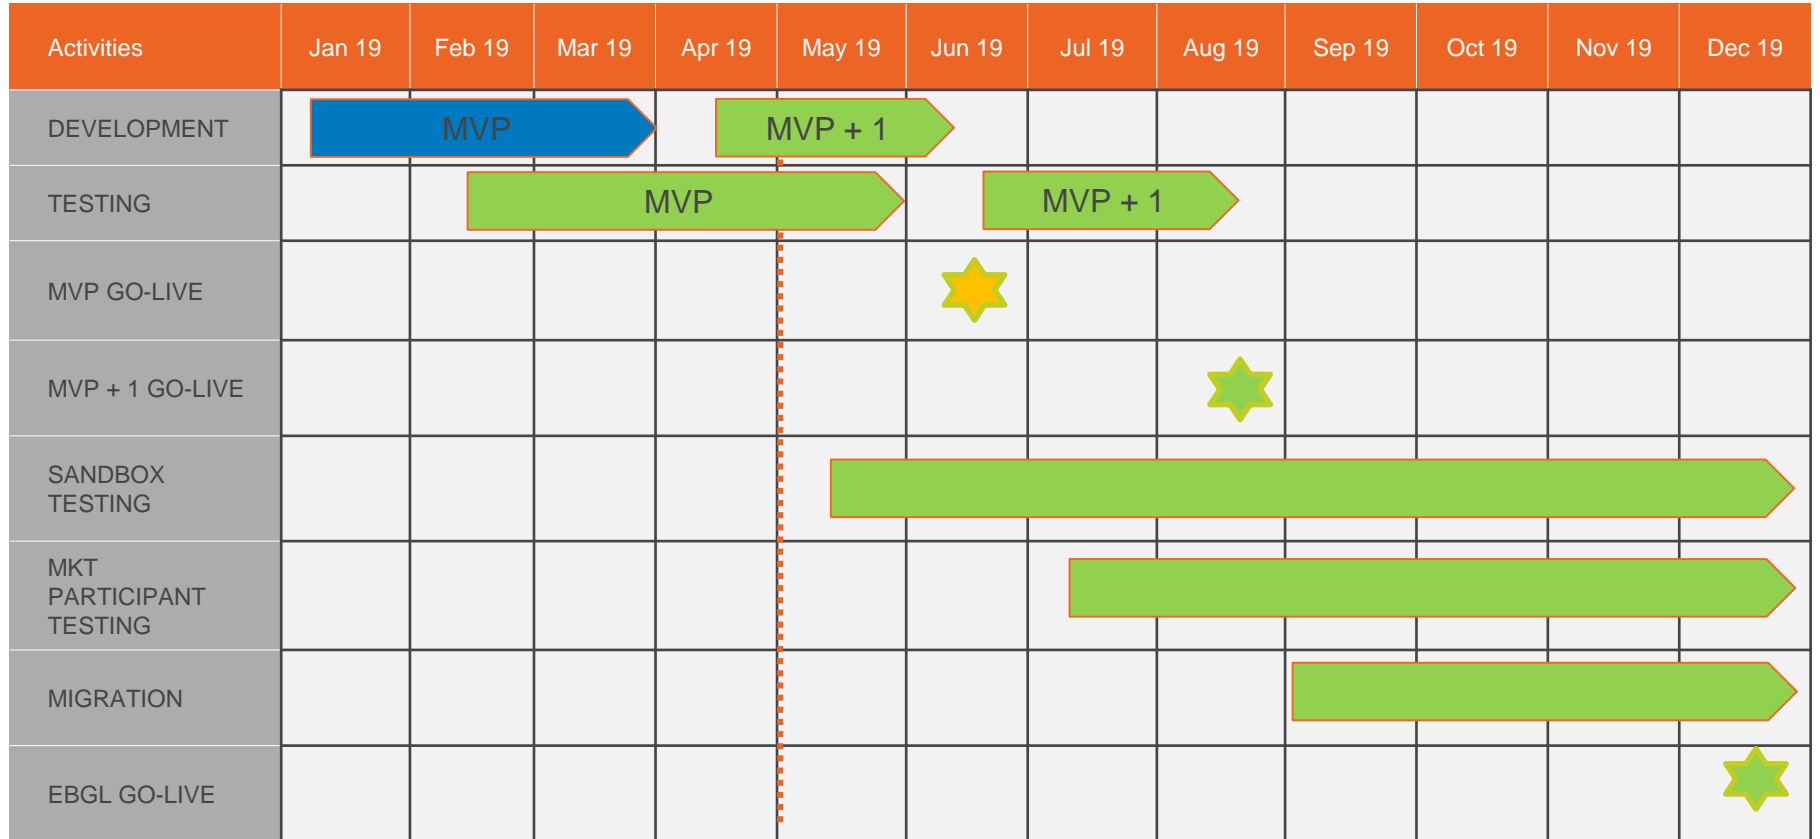 Activities Jan 19 Feb 19 Mar 19 Apr 19 May 19 Jun 19 Jul 19 Aug 19 Sep 19 Oct 19 Nov 19 Dec 19
DEVELOPMENT MVP MVP + 1
TESTING MVP MVP + 1
MVP GO-LIVE
MVP + 1 GO-LIVE
SANDBOX
TESTING
MKT
PARTICIPANT
TESTING
MIGRATION
EBGL GO-LIVE